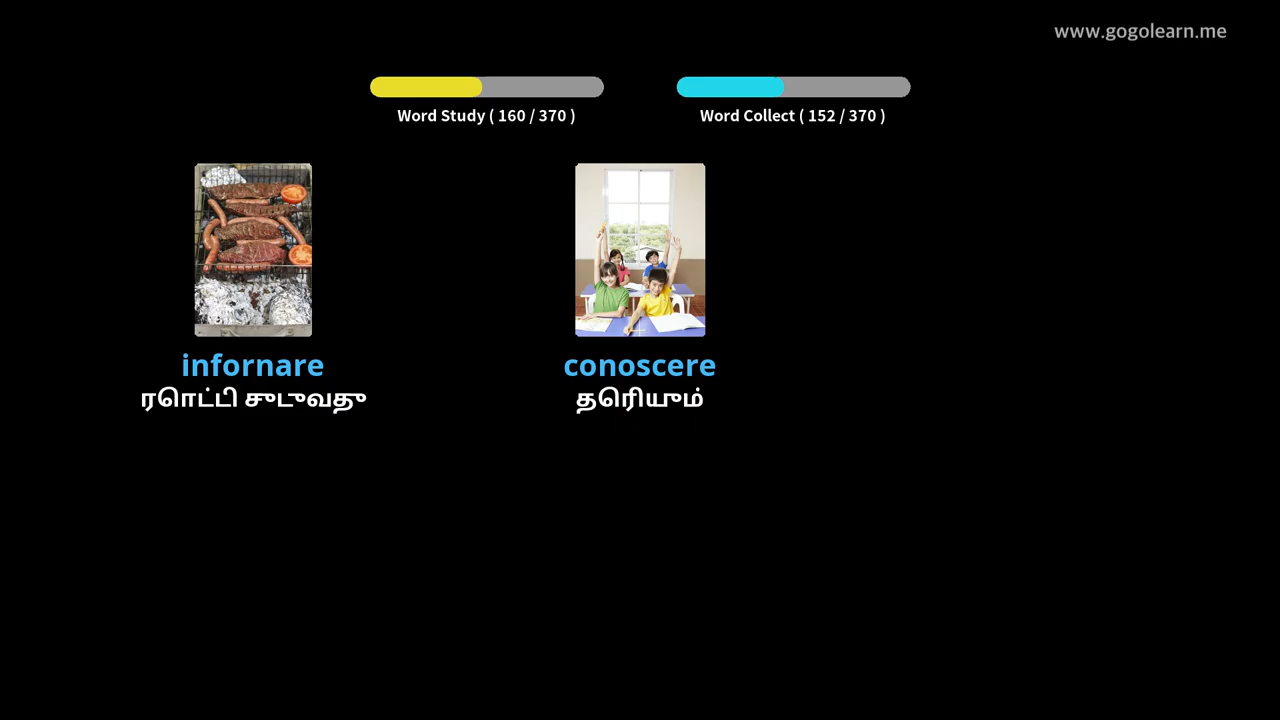 www.gogolearn.me
Word Study ( 160 / 370 )
Word Collect ( 152 / 370 )
infornare
ரொட்டி சுடுவது
conoscere
தெரியும்